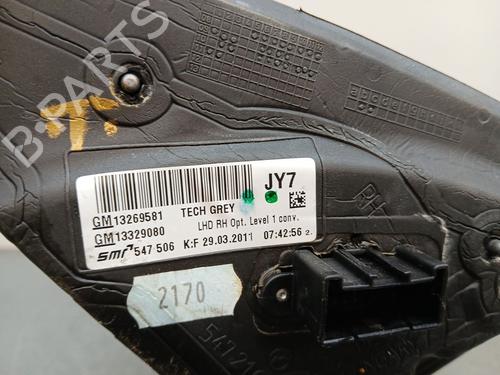 B-PARTS
JY7
TECH GREY
GM13269581
GM13329080
LHD RH Opt. Level 1 conv.
smr 547 506 K:F 29.03.2011 07:42:56 2.
RH
2170